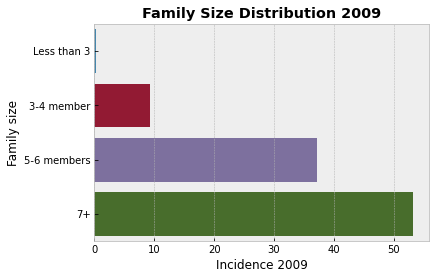 Family Size Distribution 2009
Family size
Less than 3
3-4 member
5-6 members
7+
0 10 20 30 40 50
Incidence 2009